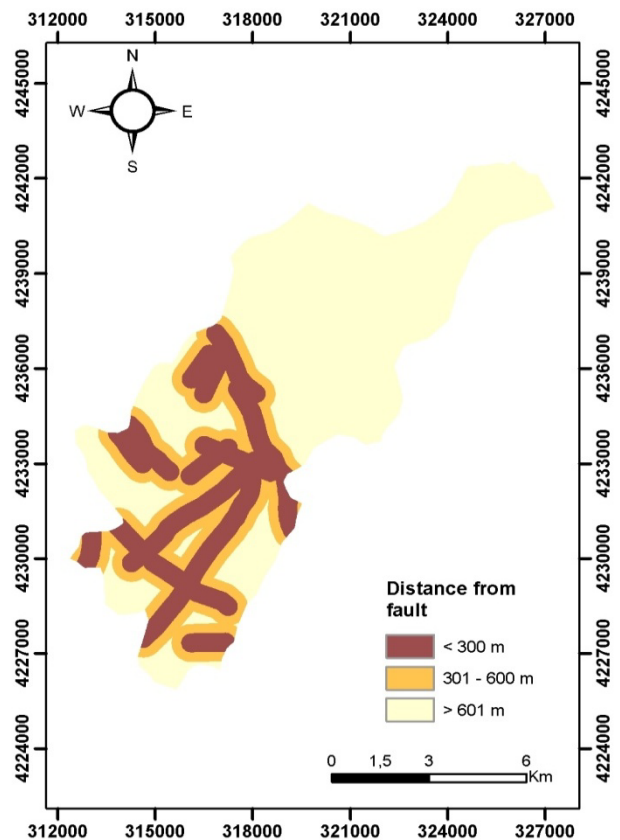 312000 315000 318000 321000 324000 327000
N
W E
S
4245000 4245000
4242000 4242000
4239000 4239000
4236000 4236000
4233000 4233000
4230000 4230000
4227000 4227000
4224000 4224000
Distance from
fault
< 300 m
301 - 600 m
> 601 m
0 1,5 3 6
Km
312000 315000 318000 321000 324000 327000